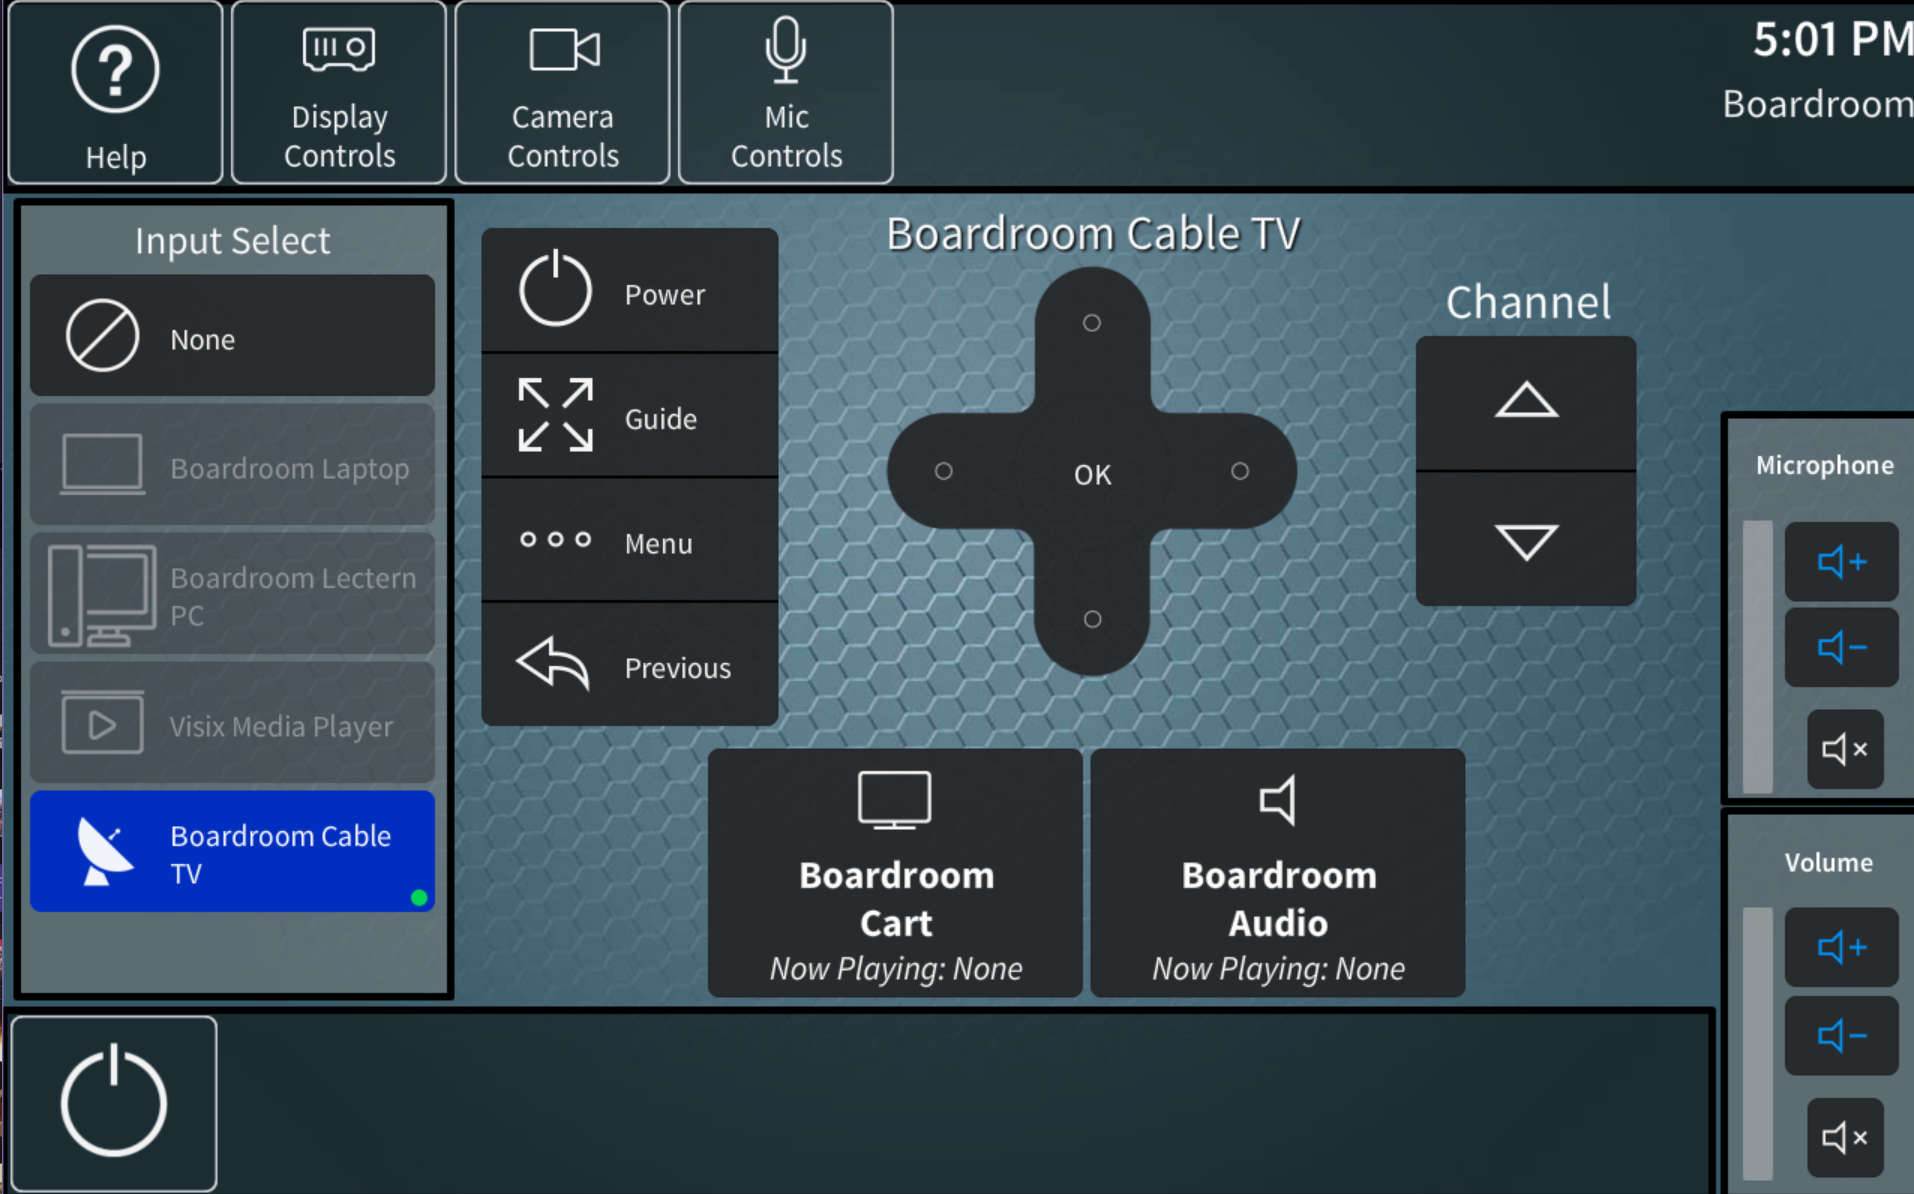 Help
Display
Controls
Camera
Controls
Mic
Controls
5:01 PM
Boardroom
Input Select
None
Boardroom Laptop
Boardroom Lectern
PC
Visix Media Player
Boardroom Cable
TV
Power
Guide
Menu
Previous
Boardroom Cable TV
OK
Channel
Boardroom
Cart
Now Playing: None
Boardroom
Audio
Now Playing: None
Microphone
Volume